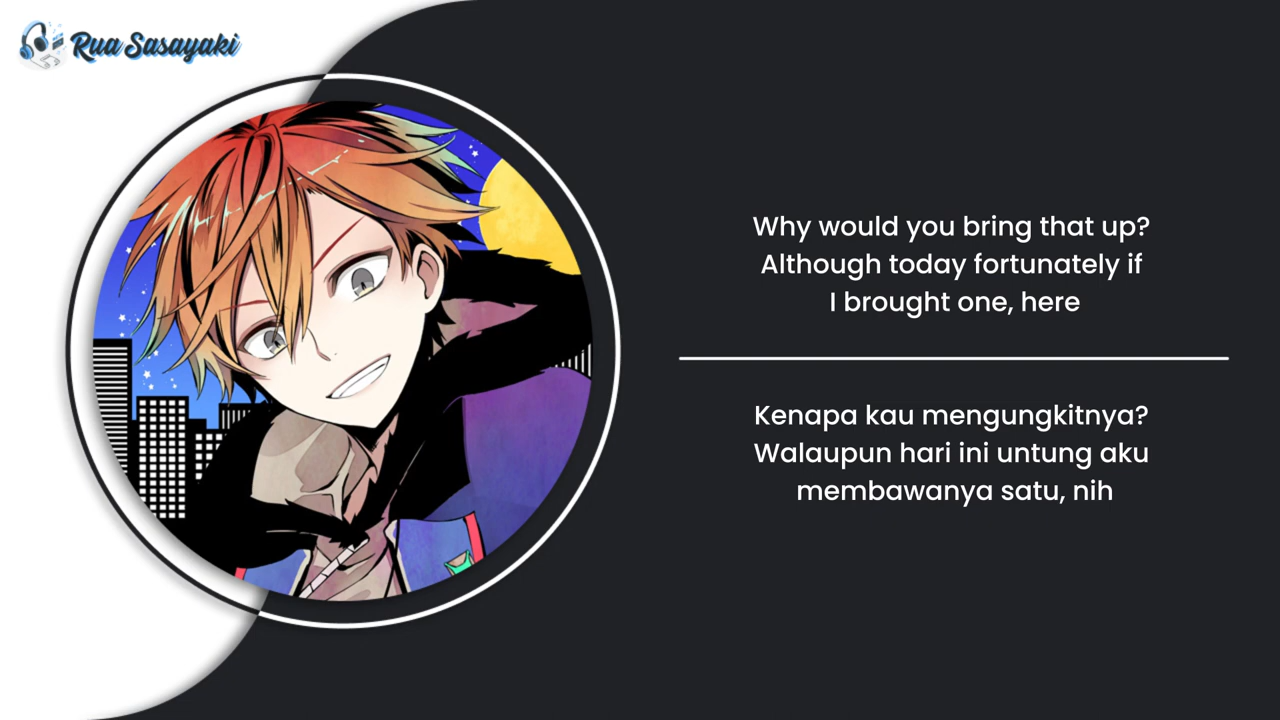 Rua Sasayaki
Why would you bring that up?
Although today fortunately if
I brought one, here
Kenapa kau mengungkitnya?
Walaupun hari ini untung aku
membawanya satu, nih